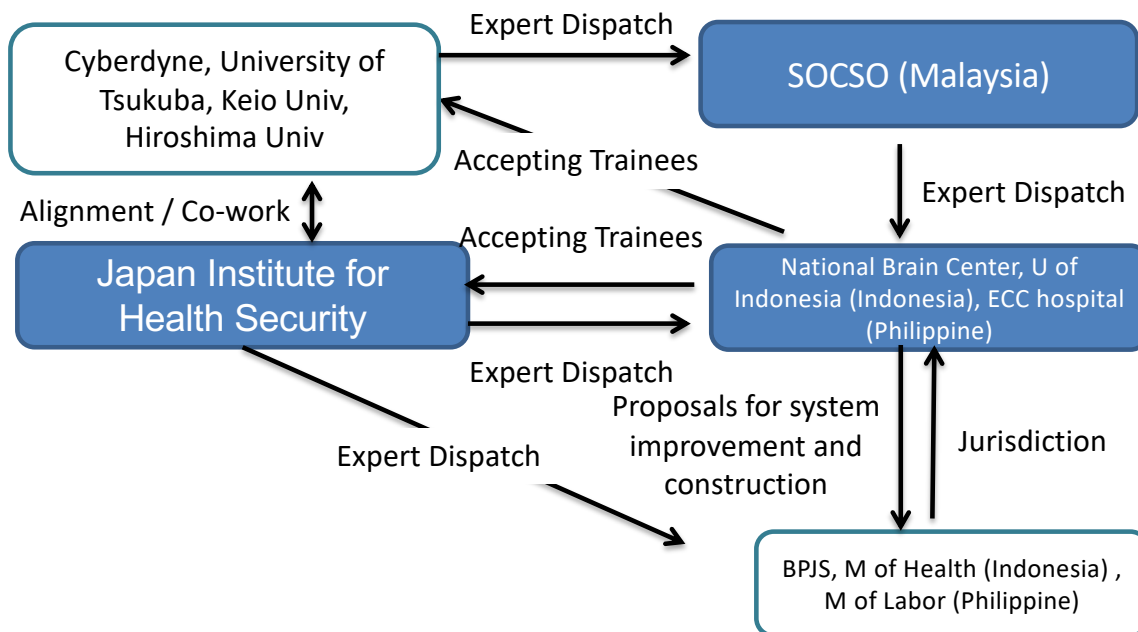 Expert Dispatch
Cyberdyne, University of
Tsukuba, Keio Univ,
Hiroshima Univ
SOCSO (Malaysia)
Accepting Trainees
Expert Dispatch
Alignment / Co-work
Accepting Trainees
Japan Institute for
Health Security
National Brain Center, U of
Indonesia (Indonesia), ECC hospital
(Philippine)
Expert Dispatch
Proposals for system
improvement and
construction
Jurisdiction
Expert Dispatch
BPJS, M of Health (Indonesia) ,
M of Labor (Philippine)